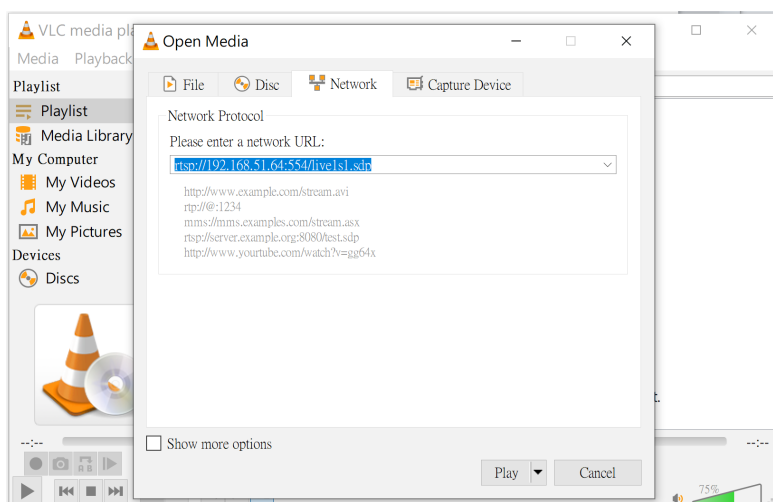 VLC media pla
Media Playback
Playlist
Playlist
Media Library
My Computer
My Videos
My Music
My Pictures
Devices
Discs
--:--
Open Media
File Disc Network Capture Device
Network Protocol
Please enter a network URL:
rtsp://192.168.51.64:554/live1s1.sdp
http://www.example.com/stream.avi
rtp://@:1234
mms://mms.examples.com/stream.asx
rtsp://server.example.org:8080/test.sdp
http://www.yourtube.com/watch?v=gg64x
Show more options
Play Cancel
t.
--:--
75%